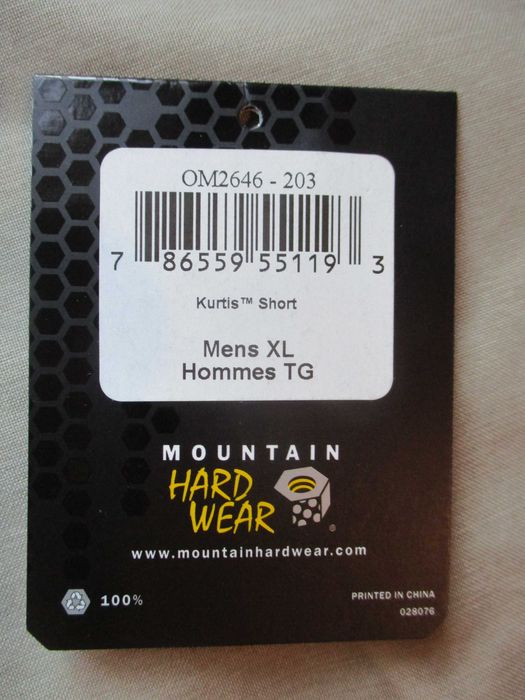 OM2646 - 203
7 86559 55119 3
Kurtis™ Short
Mens XL
Hommes TG
MOUNTAIN
HARD
WEAR
®
www.mountainhardwear.com
100%
PRINTED IN CHINA
028076